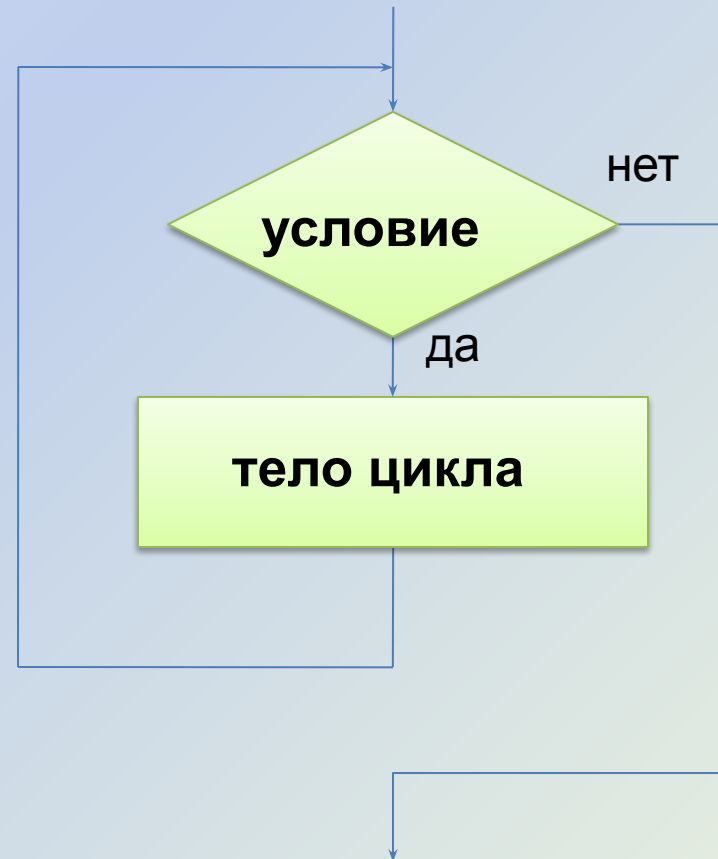 нет
условие
да
тело цикла